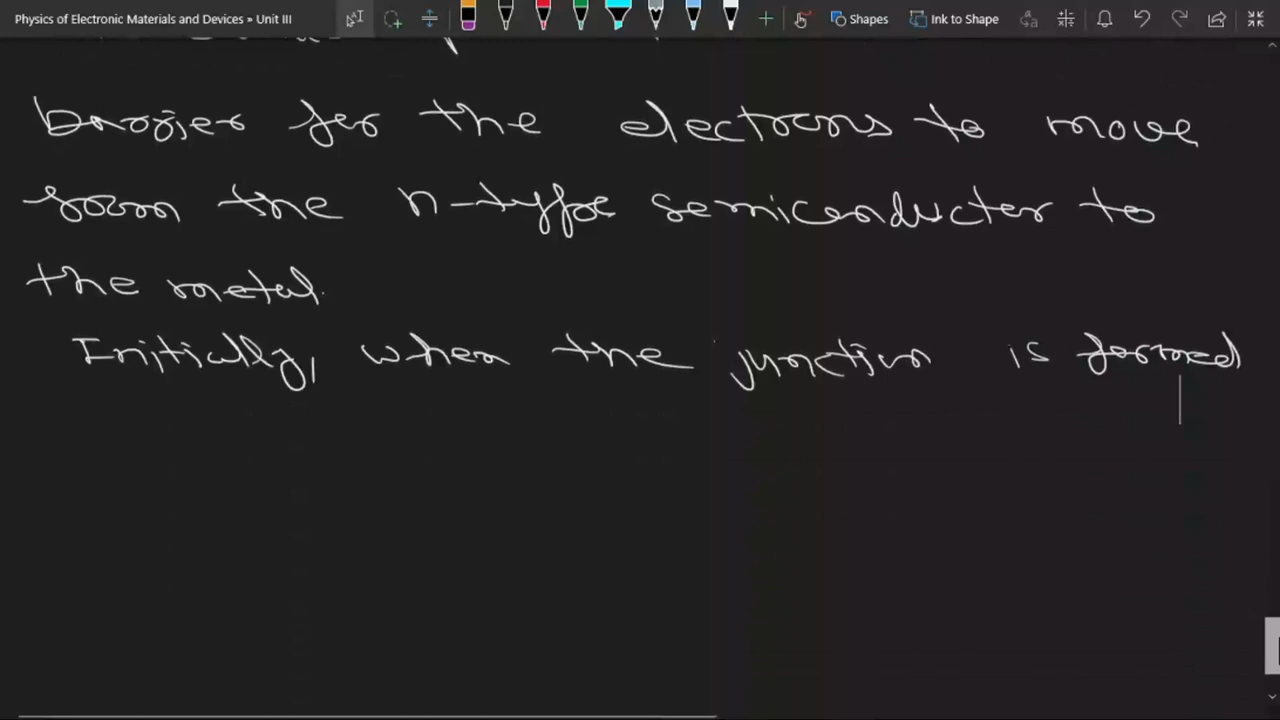 Physics of Electronic Materials and Devices » Unit III
Shapes
Ink to Shape
barrier for the electrons to move
from the n-type semiconductor to
the metal.
Initially, when the junction is formed